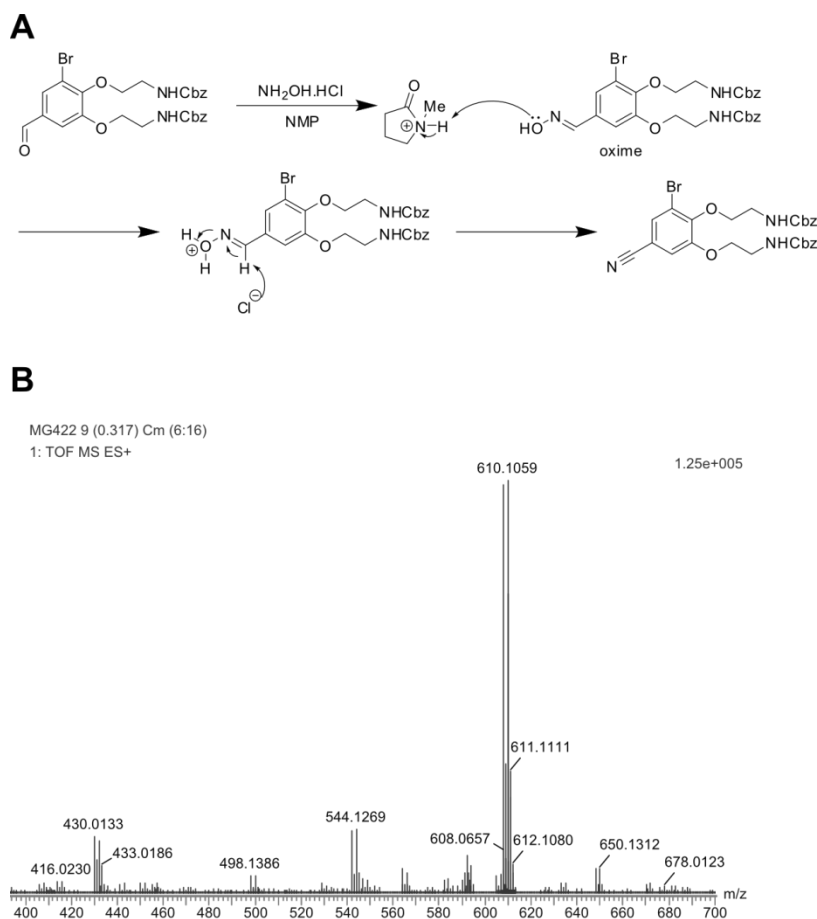 A
Br
O
NHCbz
O
NHCbz
O
NH2OH.HCl
NMP
O
Me
N
H
Br
O
NHCbz
O
NHCbz
HO
N
oxime
Br
O
NHCbz
O
NHCbz
H
O
N
H
H
Cl
Br
O
NHCbz
O
NHCbz
N
B
MG422 9 (0.317) Cm (6:16)
1: TOF MS ES+
1.25e+005
610.1059
611.1111
544.1269
430.0133
608.0657
612.1080
650.1312
433.0186
416.0230
498.1386
678.0123
400 420 440 460 480 500 520 540 560 580 600 620 640 660 680 700 m/z